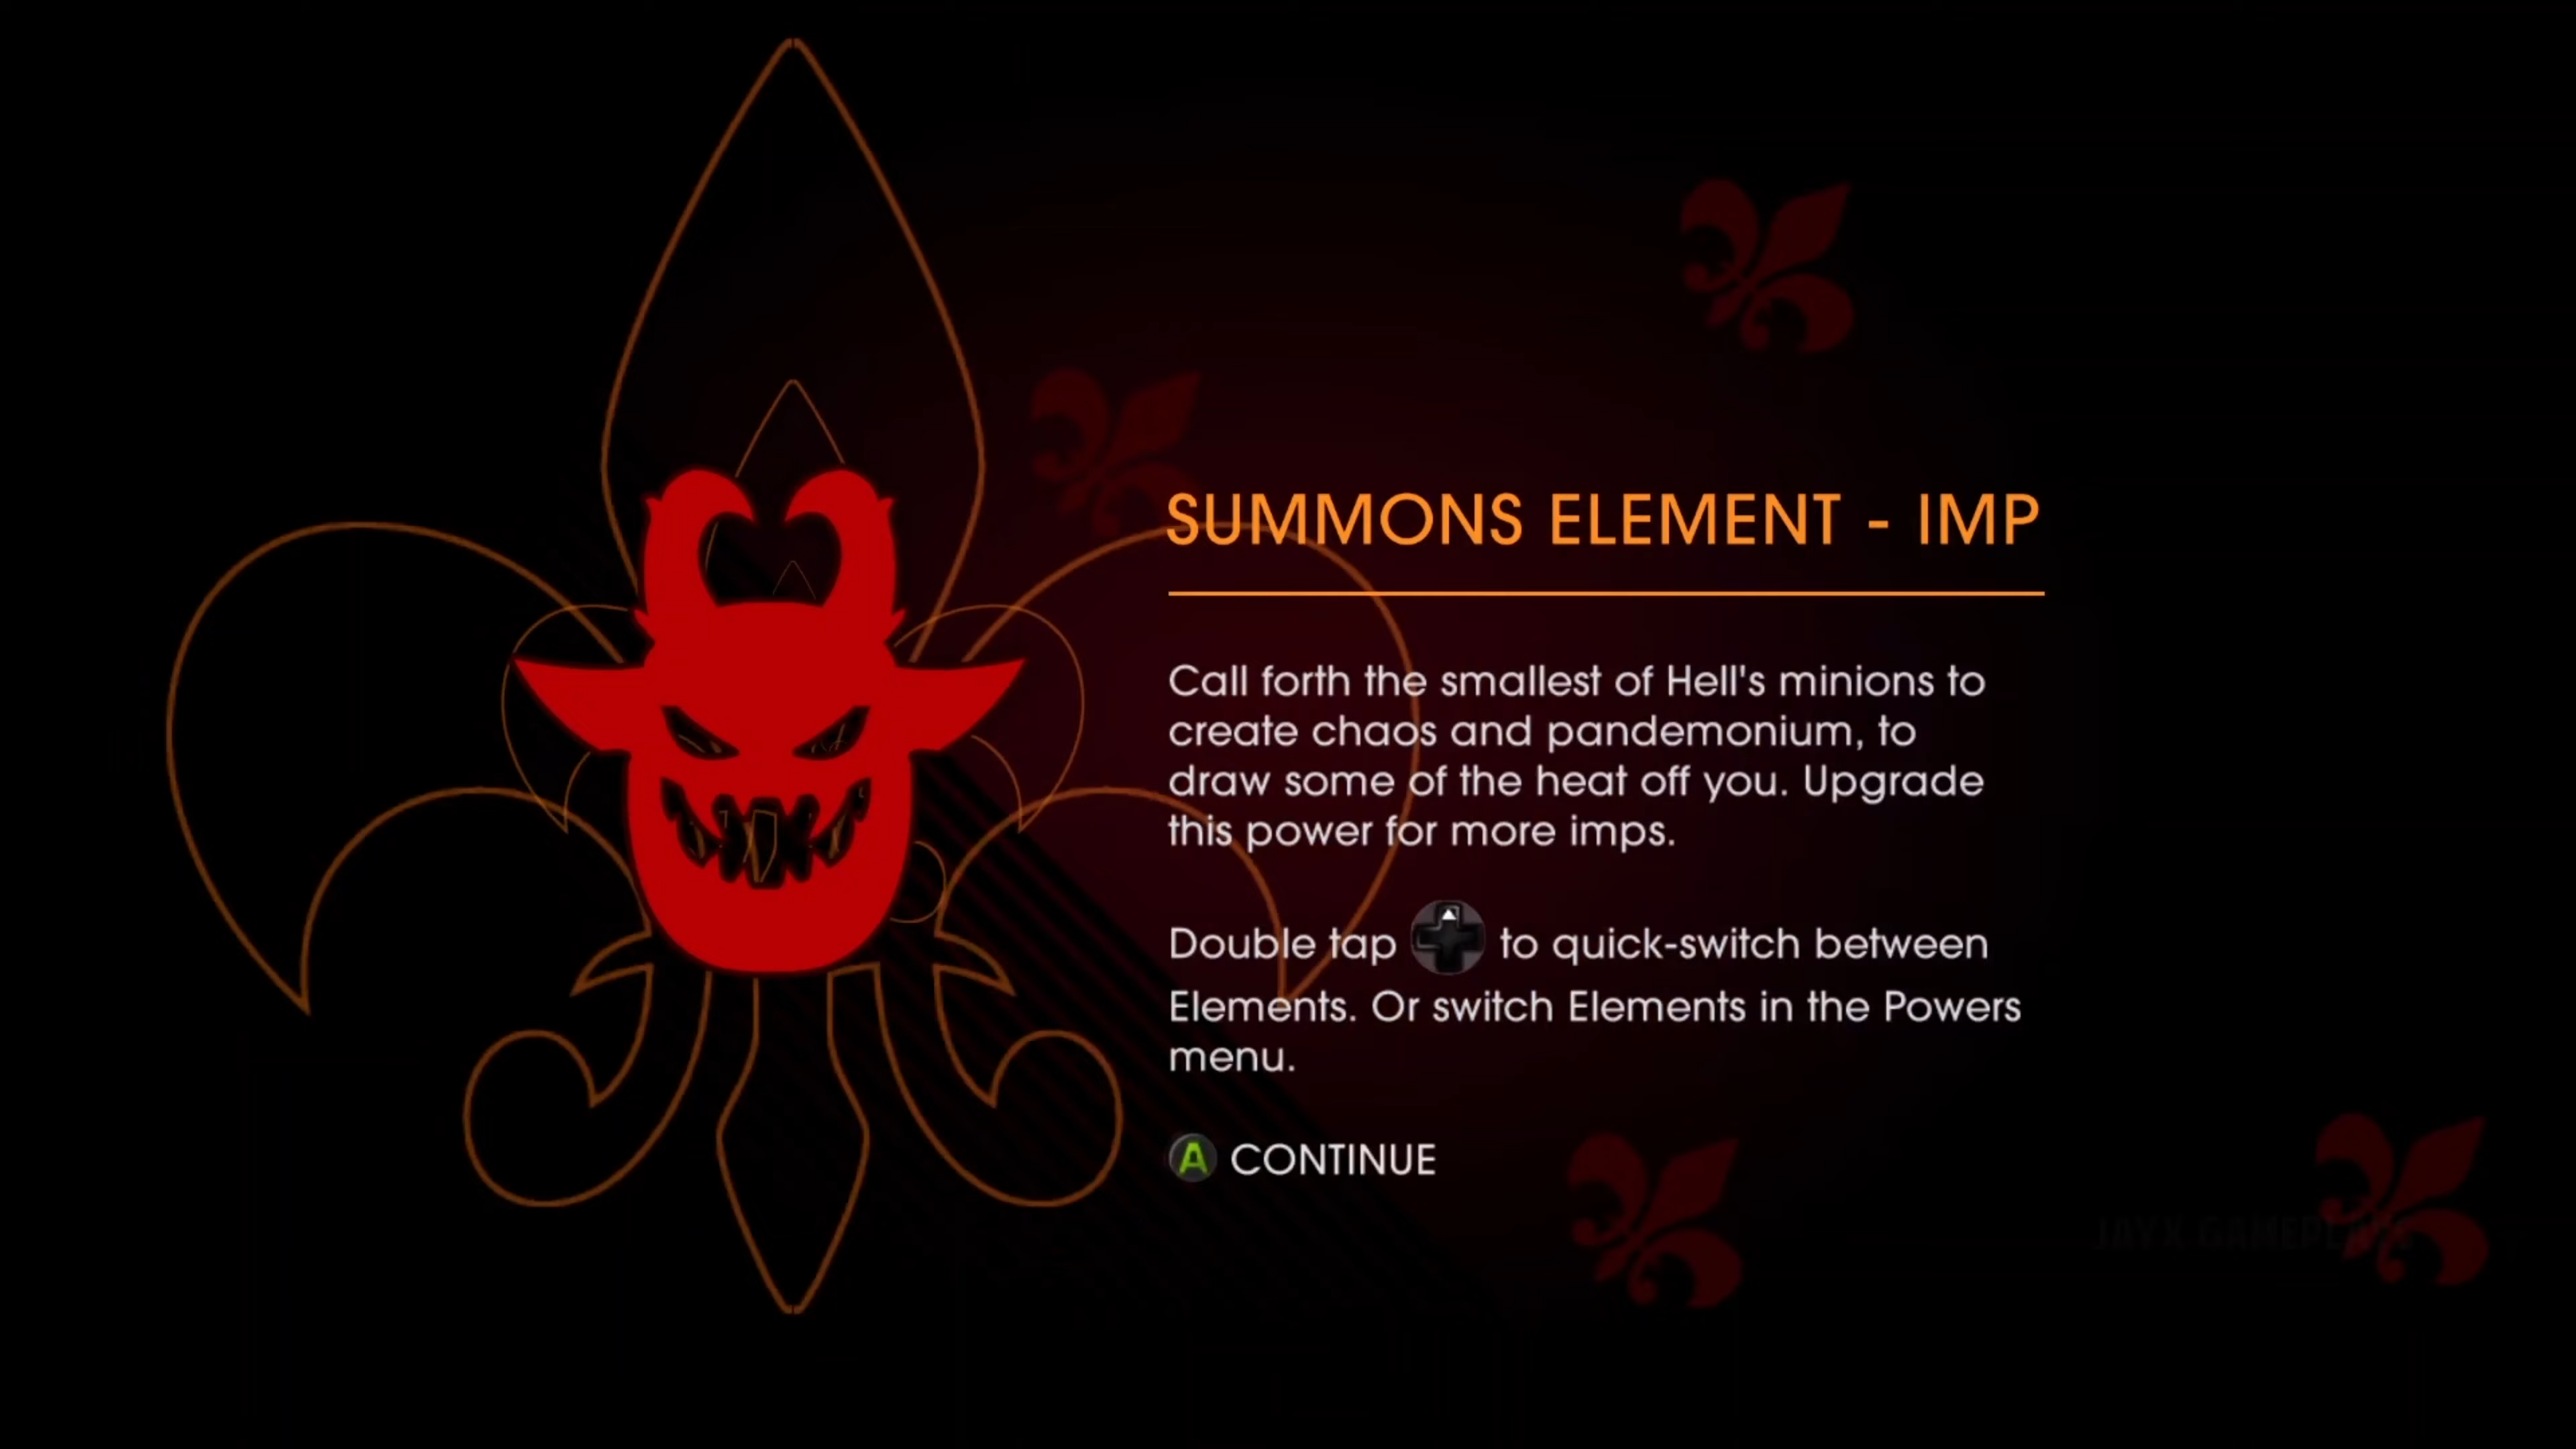 SUMMONS ELEMENT - IMP
Call forth the smallest of Hell's minions to
create chaos and pandemonium, to
draw some of the heat off you. Upgrade
this power for more imps.
Double tap to quick-switch between
Elements. Or switch Elements in the Powers
menu.
A CONTINUE
JAYX